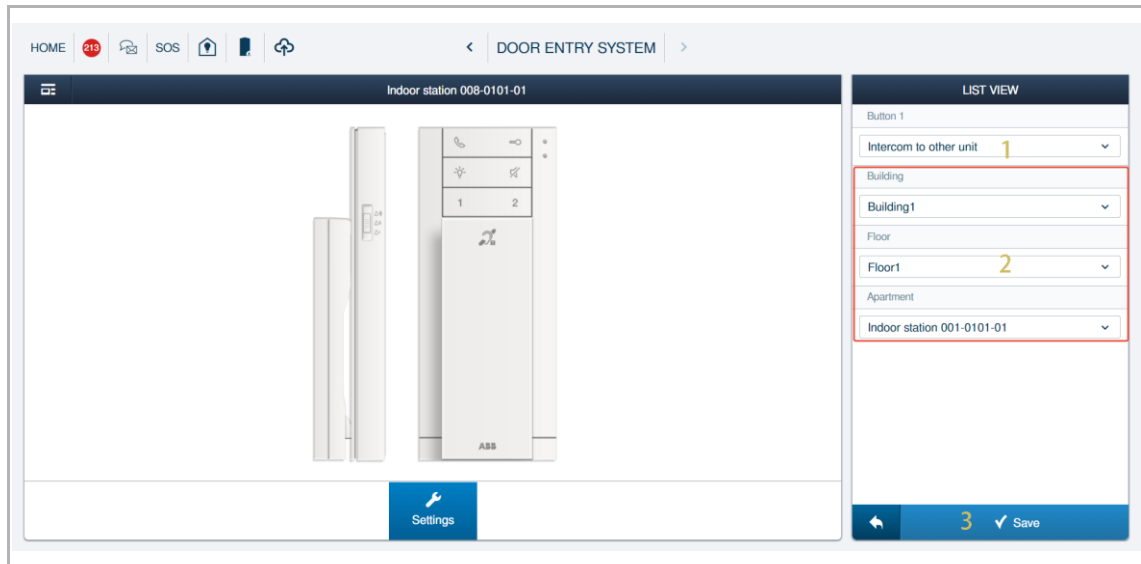 HOME 213 SOS < DOOR ENTRY SYSTEM >
Indoor station 008-0101-01
1 2
ABB
Settings
LIST VIEW
Button 1
Intercom to other unit 1
Building
Building1
Floor
Floor1 2
Apartment
Indoor station 001-0101-01
3 Save